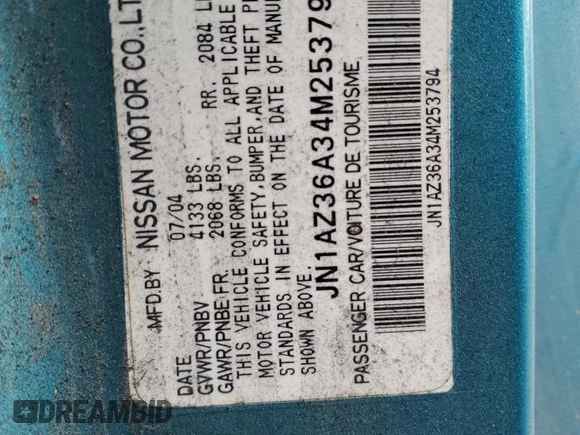 MFD.BY NISSAN MOTOR CO.,LT
DATE 07/04
GVWR/PNBV 4133 LBS.
GAWR/PNBE FR. 2068 LBS. RR. 2084 L
THIS VEHICLE CONFORMS TO ALL APPLICABLE
MOTOR VEHICLE SAFETY,BUMPER,AND THEFT PR
STANDARDS IN EFFECT ON THE DATE OF MANU
SHOWN ABOVE.
JN1AZ36A34M25379
PASSENGER CAR/VOITURE DE TOURISME
JN1AZ36A34M253794
DREAMBID